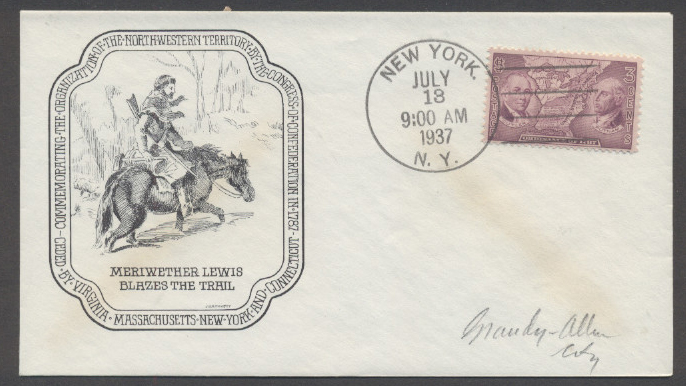 COMMEMORATING·THE·ORGANIZATION·OF·THE·NORTHWESTERN TERRITORY·BY·THE·CONGRESS·OF·CONFEDERATION IN·1787·
CEDED·BY·VIRGINIA·MASSACHUSETTS·NEW·YORK·AND·CONNECTICUT·
MERIWETHER LEWIS
BLAZES THE TRAIL
NEW YORK,
JULY
13
9:00 AM
1937
N. Y.
3
CENTS
City